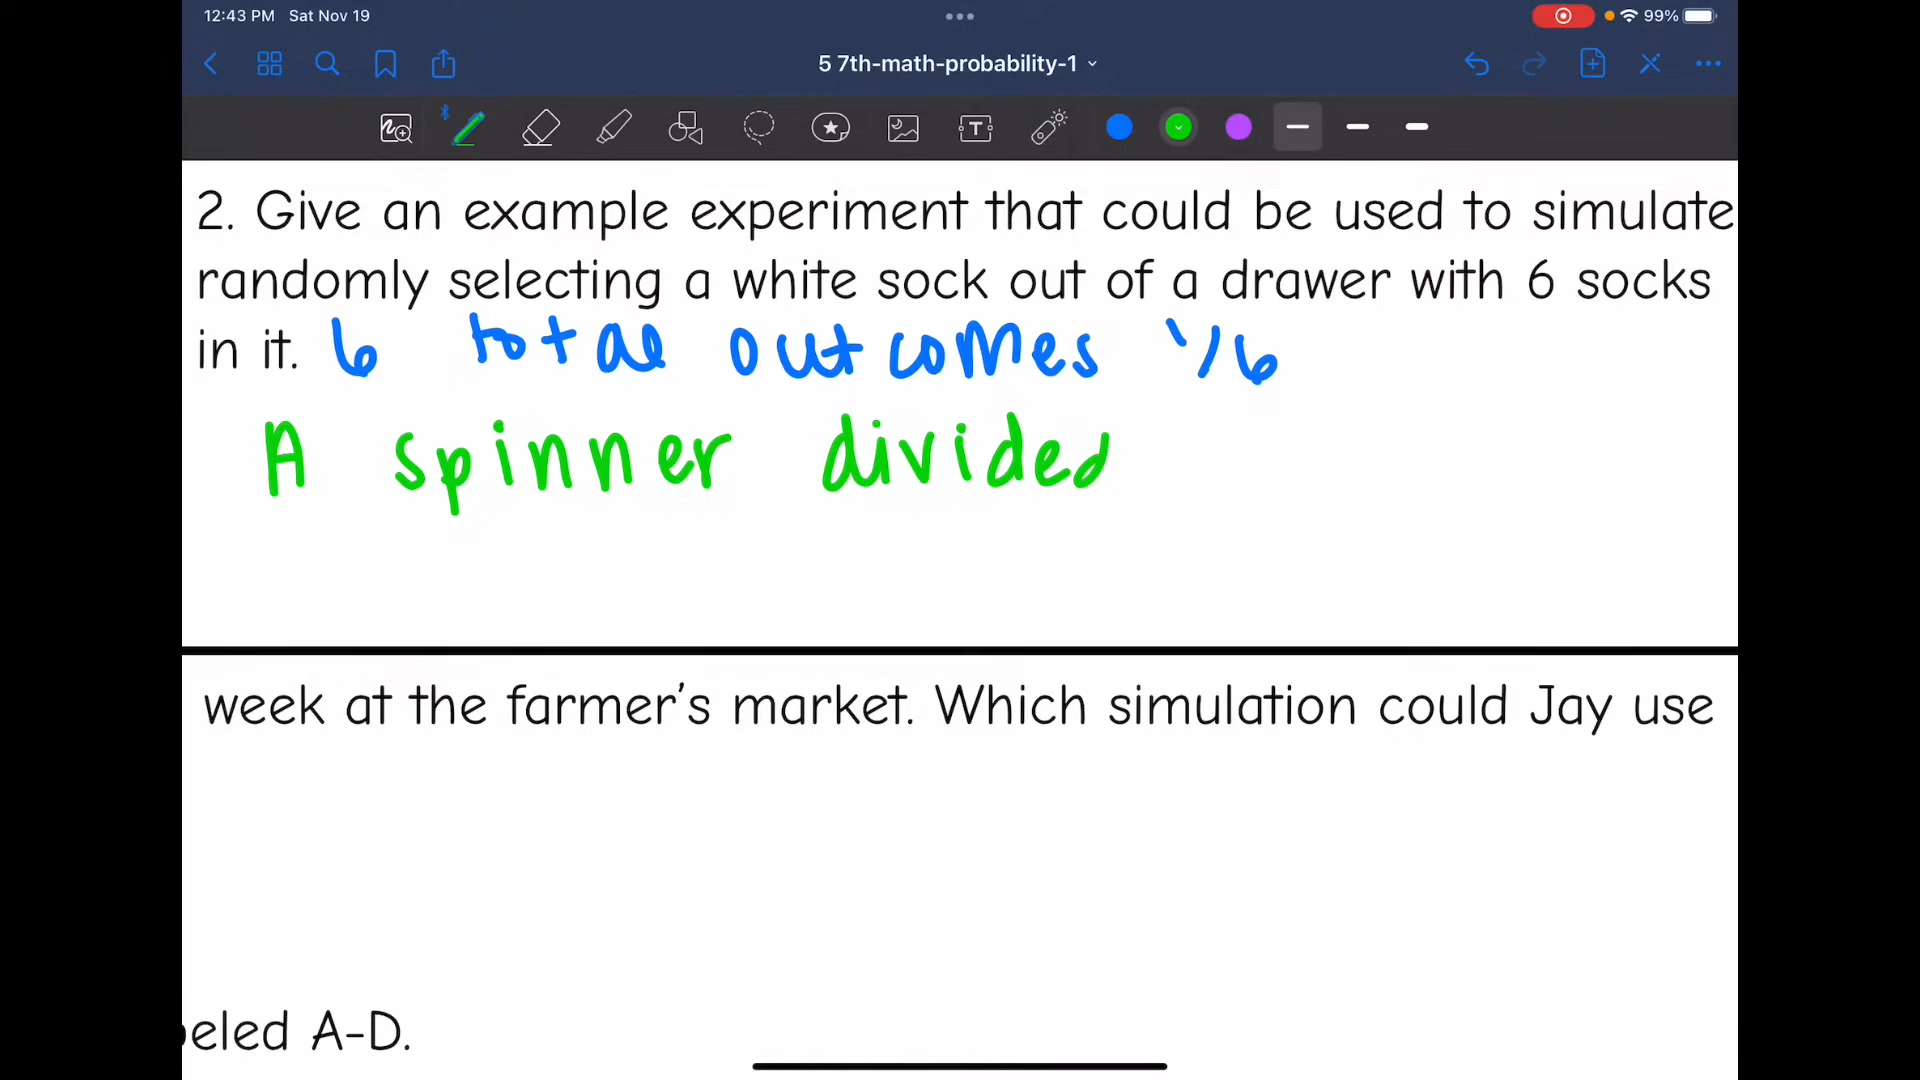 12:43 PM Sat Nov 19
99%
5 7th-math-probability-1
T
2. Give an example experiment that could be used to simulate
randomly selecting a white sock out of a drawer with 6 socks
in it. 6 total outcomes 1/6
A spinner divided
week at the farmer's market. Which simulation could Jay use
beled A-D.